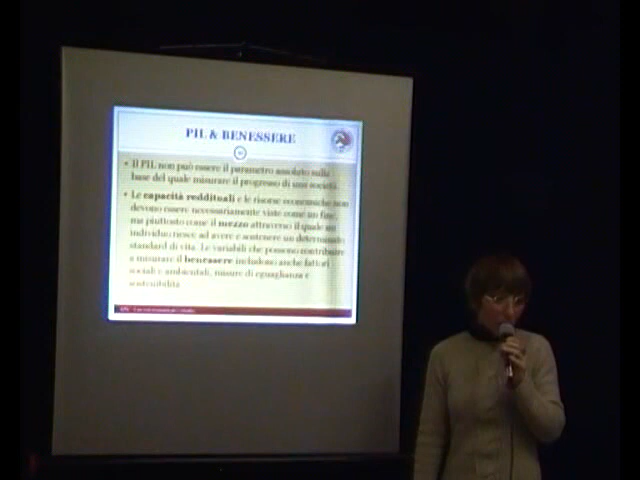 PIL & BENESSERE
• Il PIL non può essere il parametro assoluto sulla
base del quale misurare il progresso di una società.
• Le capacità reddituali e le risorse economiche non
devono essere necessariamente viste come un fine,
ma piuttosto come il mezzo attraverso il quale un
individuo riesce ad avere e sostenere un determinato
standard di vita. Le variabili che possono contribuire
a misurare il benessere includono anche fattori
sociali e ambientali, misure di eguaglianza e
sostenibilità